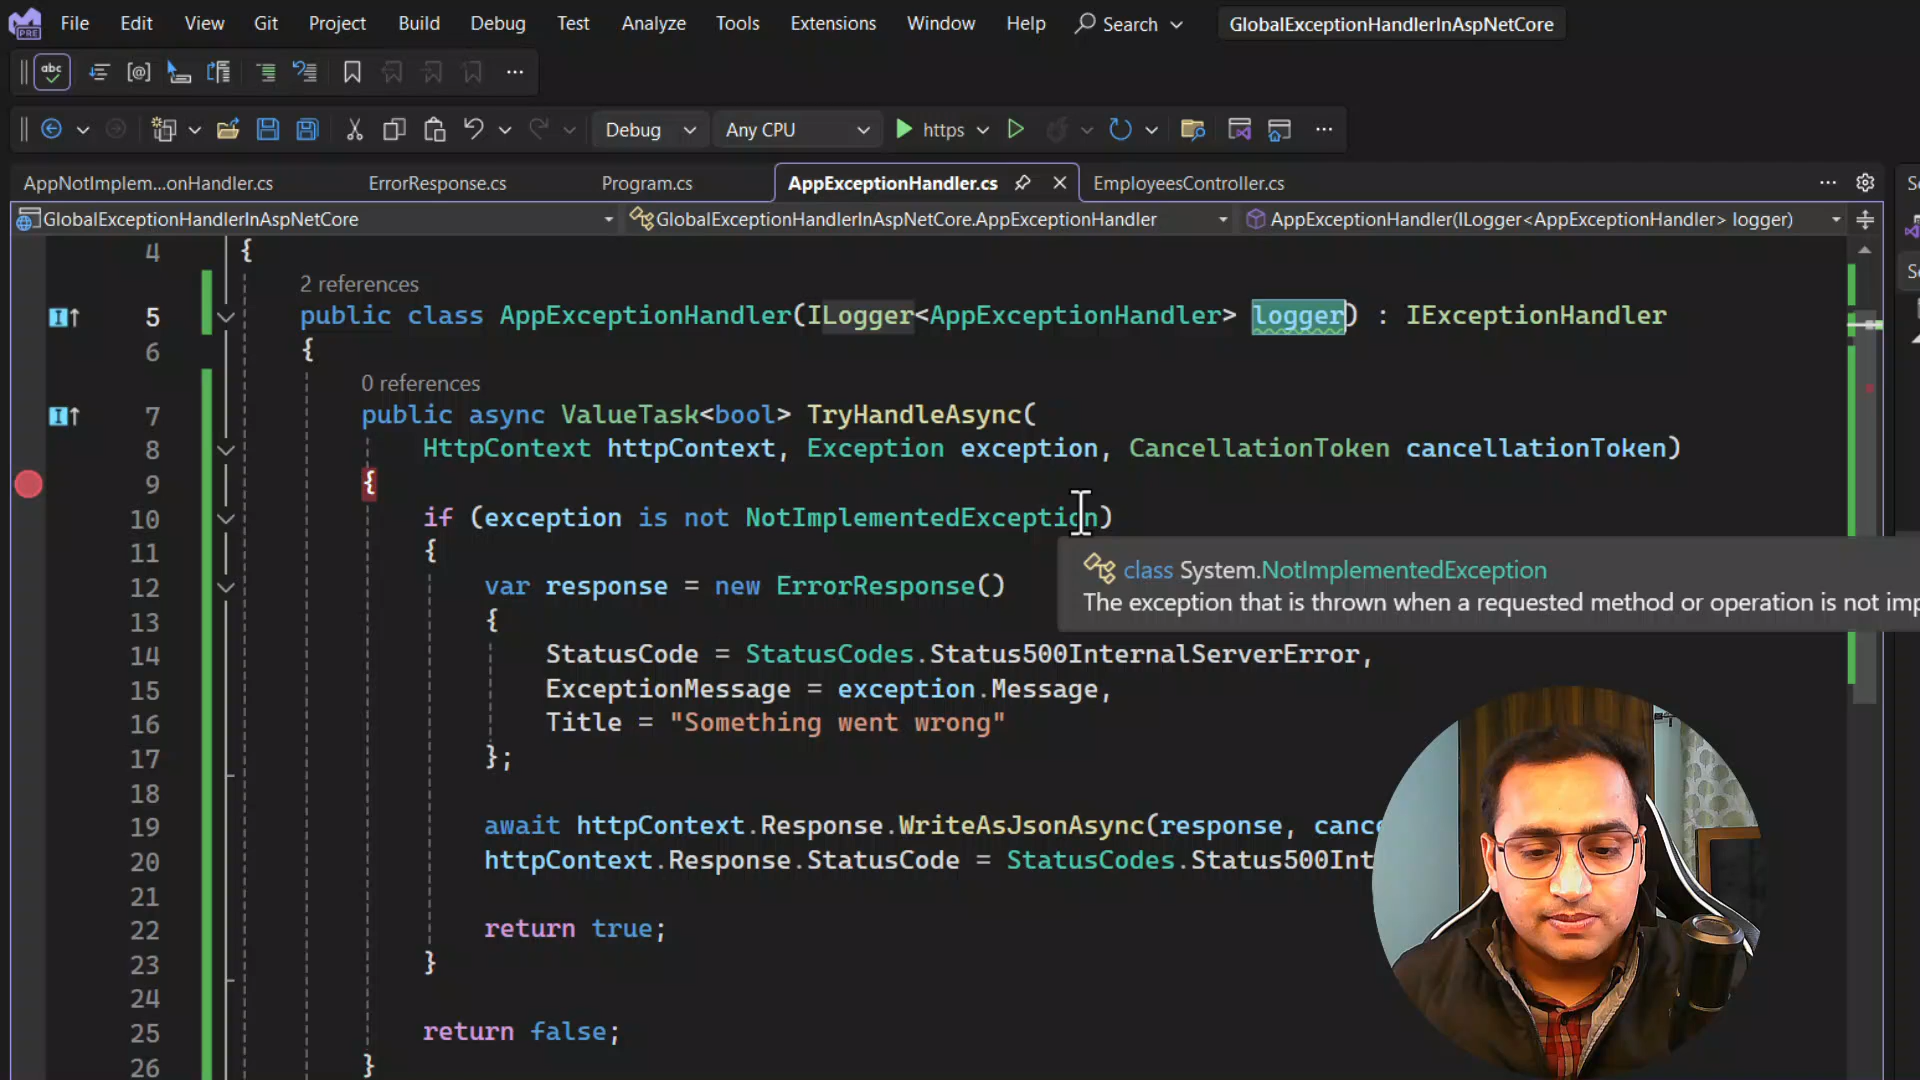 File Edit View Git Project Build Debug Test Analyze Tools Extensions Window Help Search GlobalExceptionHandlerInAspNetCore
PRE
abc
[@]
Debug Any CPU https
AppNotImplem...onHandler.cs ErrorResponse.cs Program.cs AppExceptionHandler.cs EmployeesController.cs
GlobalExceptionHandlerInAspNetCore GlobalExceptionHandlerInAspNetCore.AppExceptionHandler AppExceptionHandler(ILogger<AppExceptionHandler> logger)
4 {
2 references
5 public class AppExceptionHandler(ILogger<AppExceptionHandler> logger) : IExceptionHandler
6 {
0 references
7 public async ValueTask<bool> TryHandleAsync(
8 HttpContext httpContext, Exception exception, CancellationToken cancellationToken)
9 {
10 if (exception is not NotImplementedException)
11 {
class System.NotImplementedException
The exception that is thrown when a requested method or operation is not imp
12 var response = new ErrorResponse()
13 {
14 StatusCode = StatusCodes.Status500InternalServerError,
15 ExceptionMessage = exception.Message,
16 Title = "Something went wrong"
17 };
18
19 await httpContext.Response.WriteAsJsonAsync(response, canc
20 httpContext.Response.StatusCode = StatusCodes.Status500Int
21
22 return true;
23 }
24
25 return false;
26 }